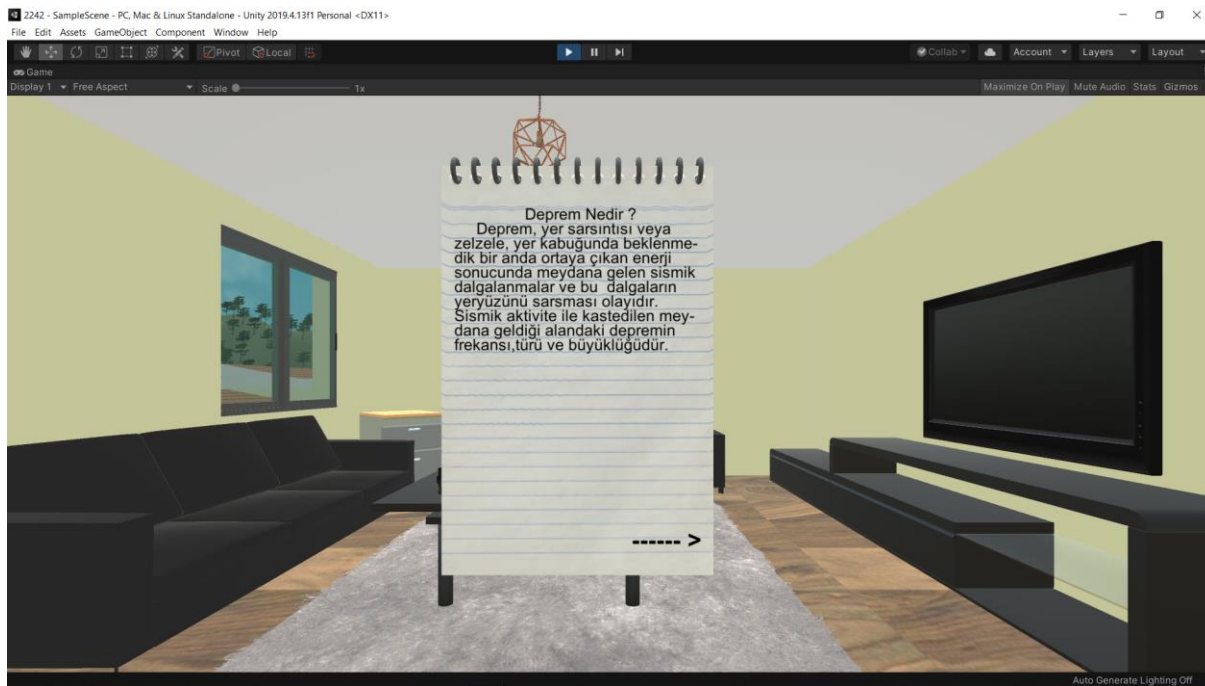 2242 - SampleScene - PC, Mac & Linux Standalone - Unity 2019.4.13f1 Personal <DX11>
File Edit Assets GameObject Component Window Help
Pivot Local Collab Account Layers Layout
Game
Display 1 Free Aspect Scale 1x Maximize On Play Mute Audio Stats Gizmos
Deprem Nedir ?
Deprem, yer sarsıntısı veya
zelzele, yer kabuğunda beklenme-
dik bir anda ortaya çıkan enerji
sonucunda meydana gelen sismik
dalgalanmalar ve bu dalgaların
yeryüzünü sarsması olayıdır.
Sismik aktivite ile kastedilen mey-
dana geldiği alandaki depremin
frekansı,türü ve büyüklüğüdür.
------ >
Auto Generate Lighting Off